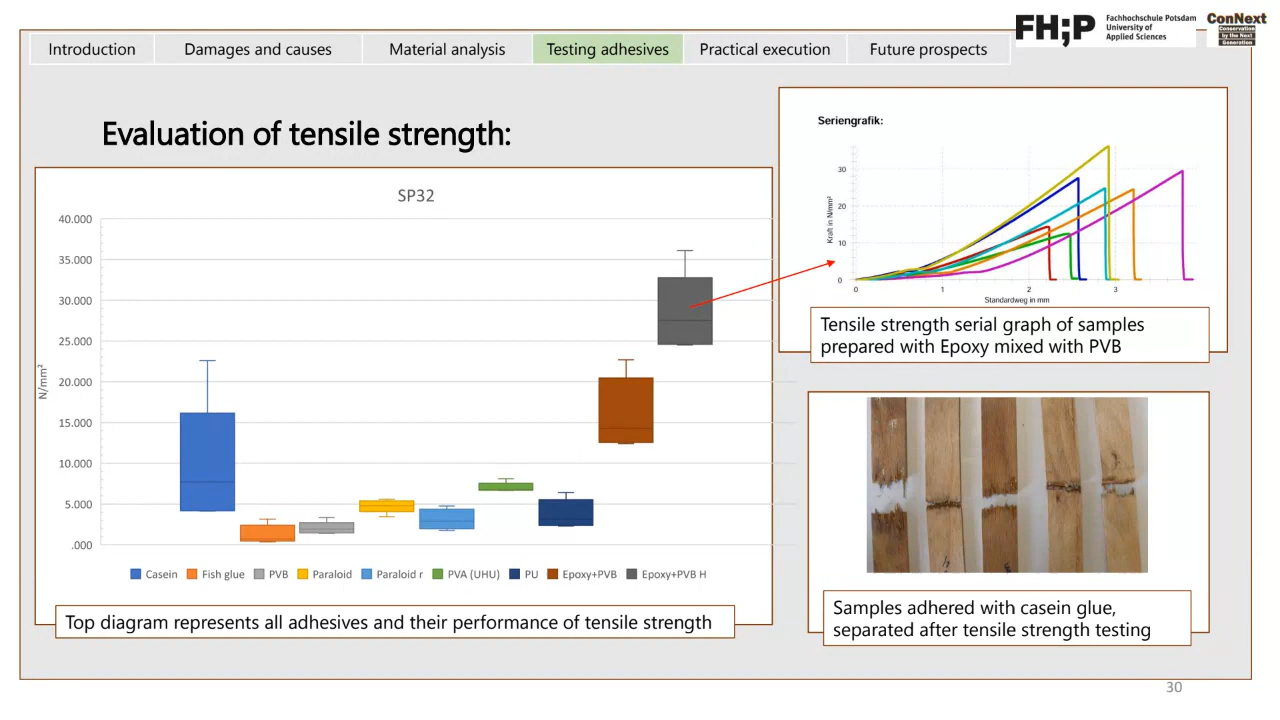 FH;P
Fachhochschule Potsdam
University of
Applied Sciences
ConNext
Conservation
by the Next
Generation
Introduction
Damages and causes
Material analysis
Testing adhesives
Practical execution
Future prospects
Evaluation of tensile strength:
SP32
40.000
35.000
30.000
25.000
20.000
15.000
10.000
5.000
.000
N/mm²
Casein
Fish glue
PVB
Paraloid
Paraloid r
PVA (UHU)
PU
Epoxy+PVB
Epoxy+PVB H
Top diagram represents all adhesives and their performance of tensile strength
Seriengrafik:
Kraft in N/mm²
30
20
10
0
0
1
2
3
Standardweg in mm
Tensile strength serial graph of samples
prepared with Epoxy mixed with PVB
Samples adhered with casein glue,
separated after tensile strength testing
30